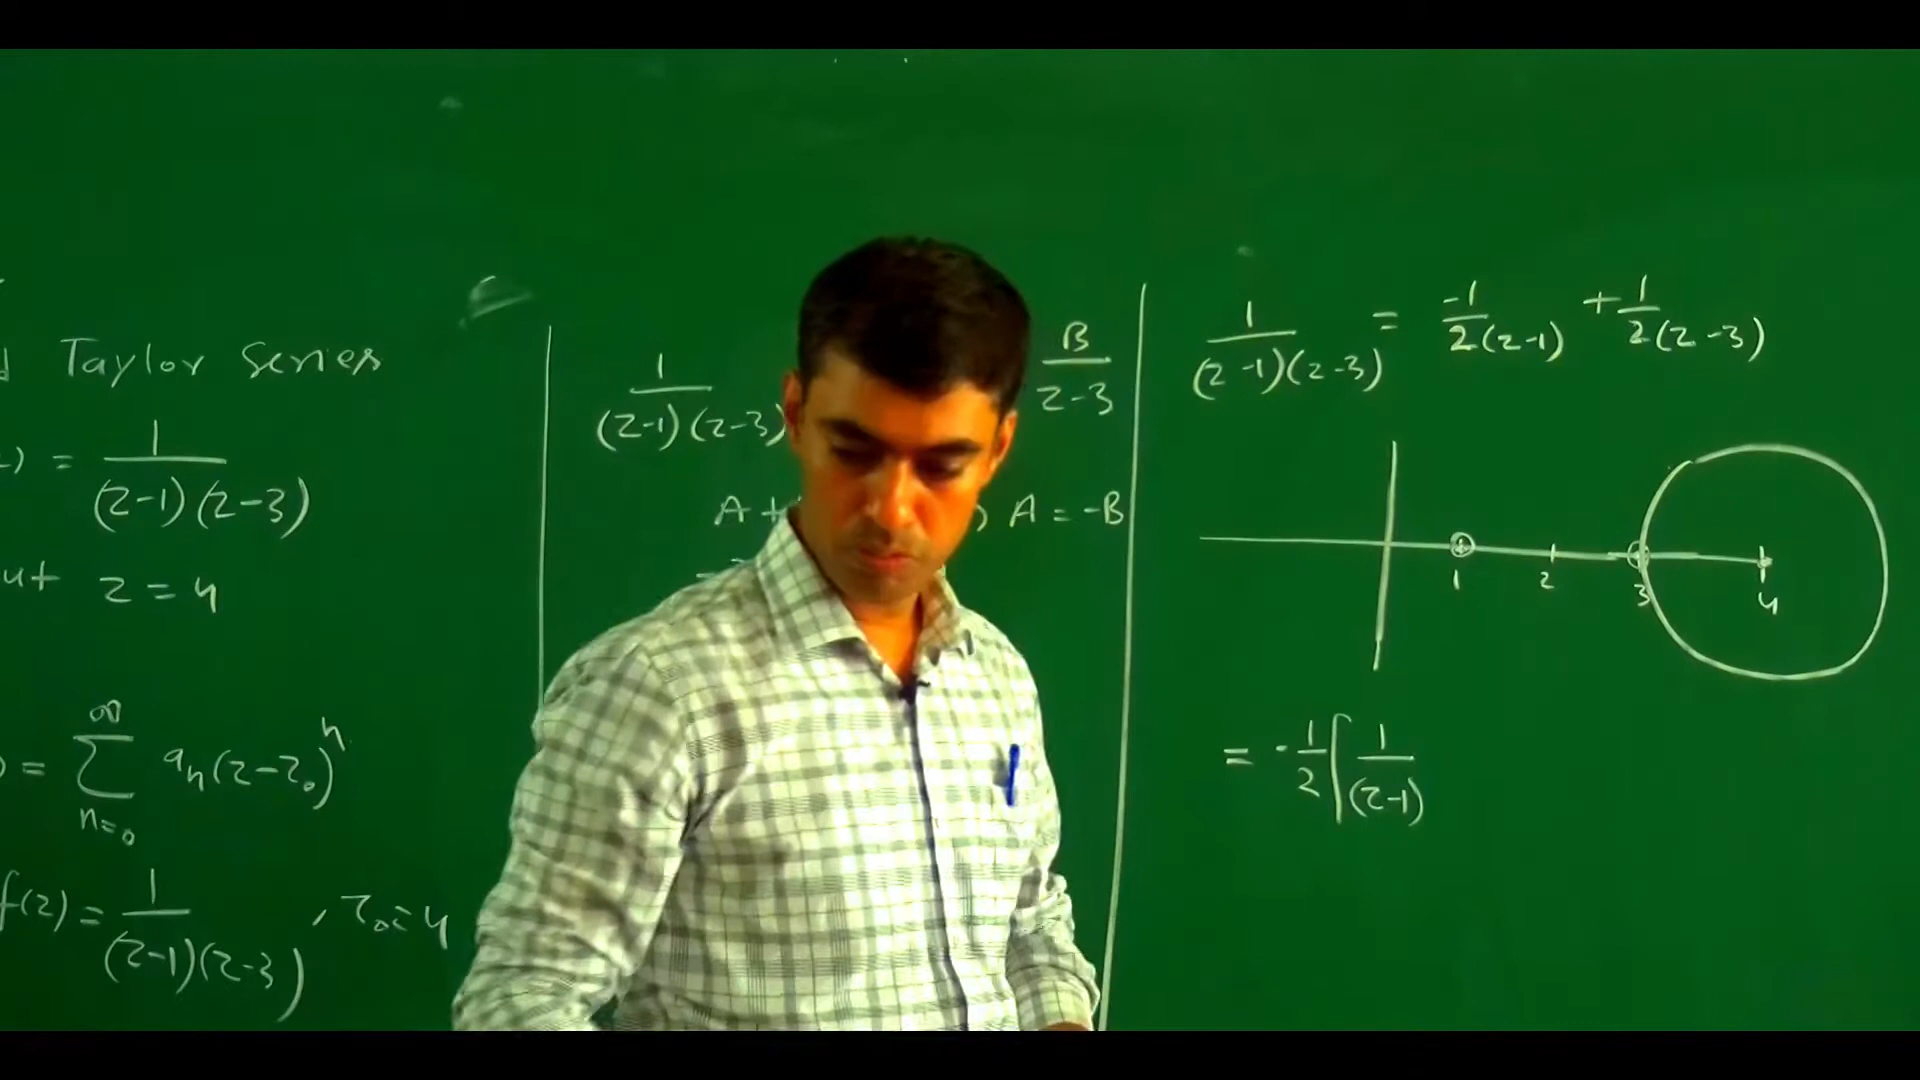 Taylor Series
= 1/((z-1)(z-3))
z = 4
= ∑_{n=0}^{∞} a_n(z-z_0)^n
f(z) = 1/((z-1)(z-3)), z_0 = 4
1/((z-1)(z-3)) B/(z-3)
A + A = -B
1/((z-1)(z-3)) = -1/2(z-1) + 1/2(z-3)
1 2 3 4
= -1/2 [ 1/(z-1)